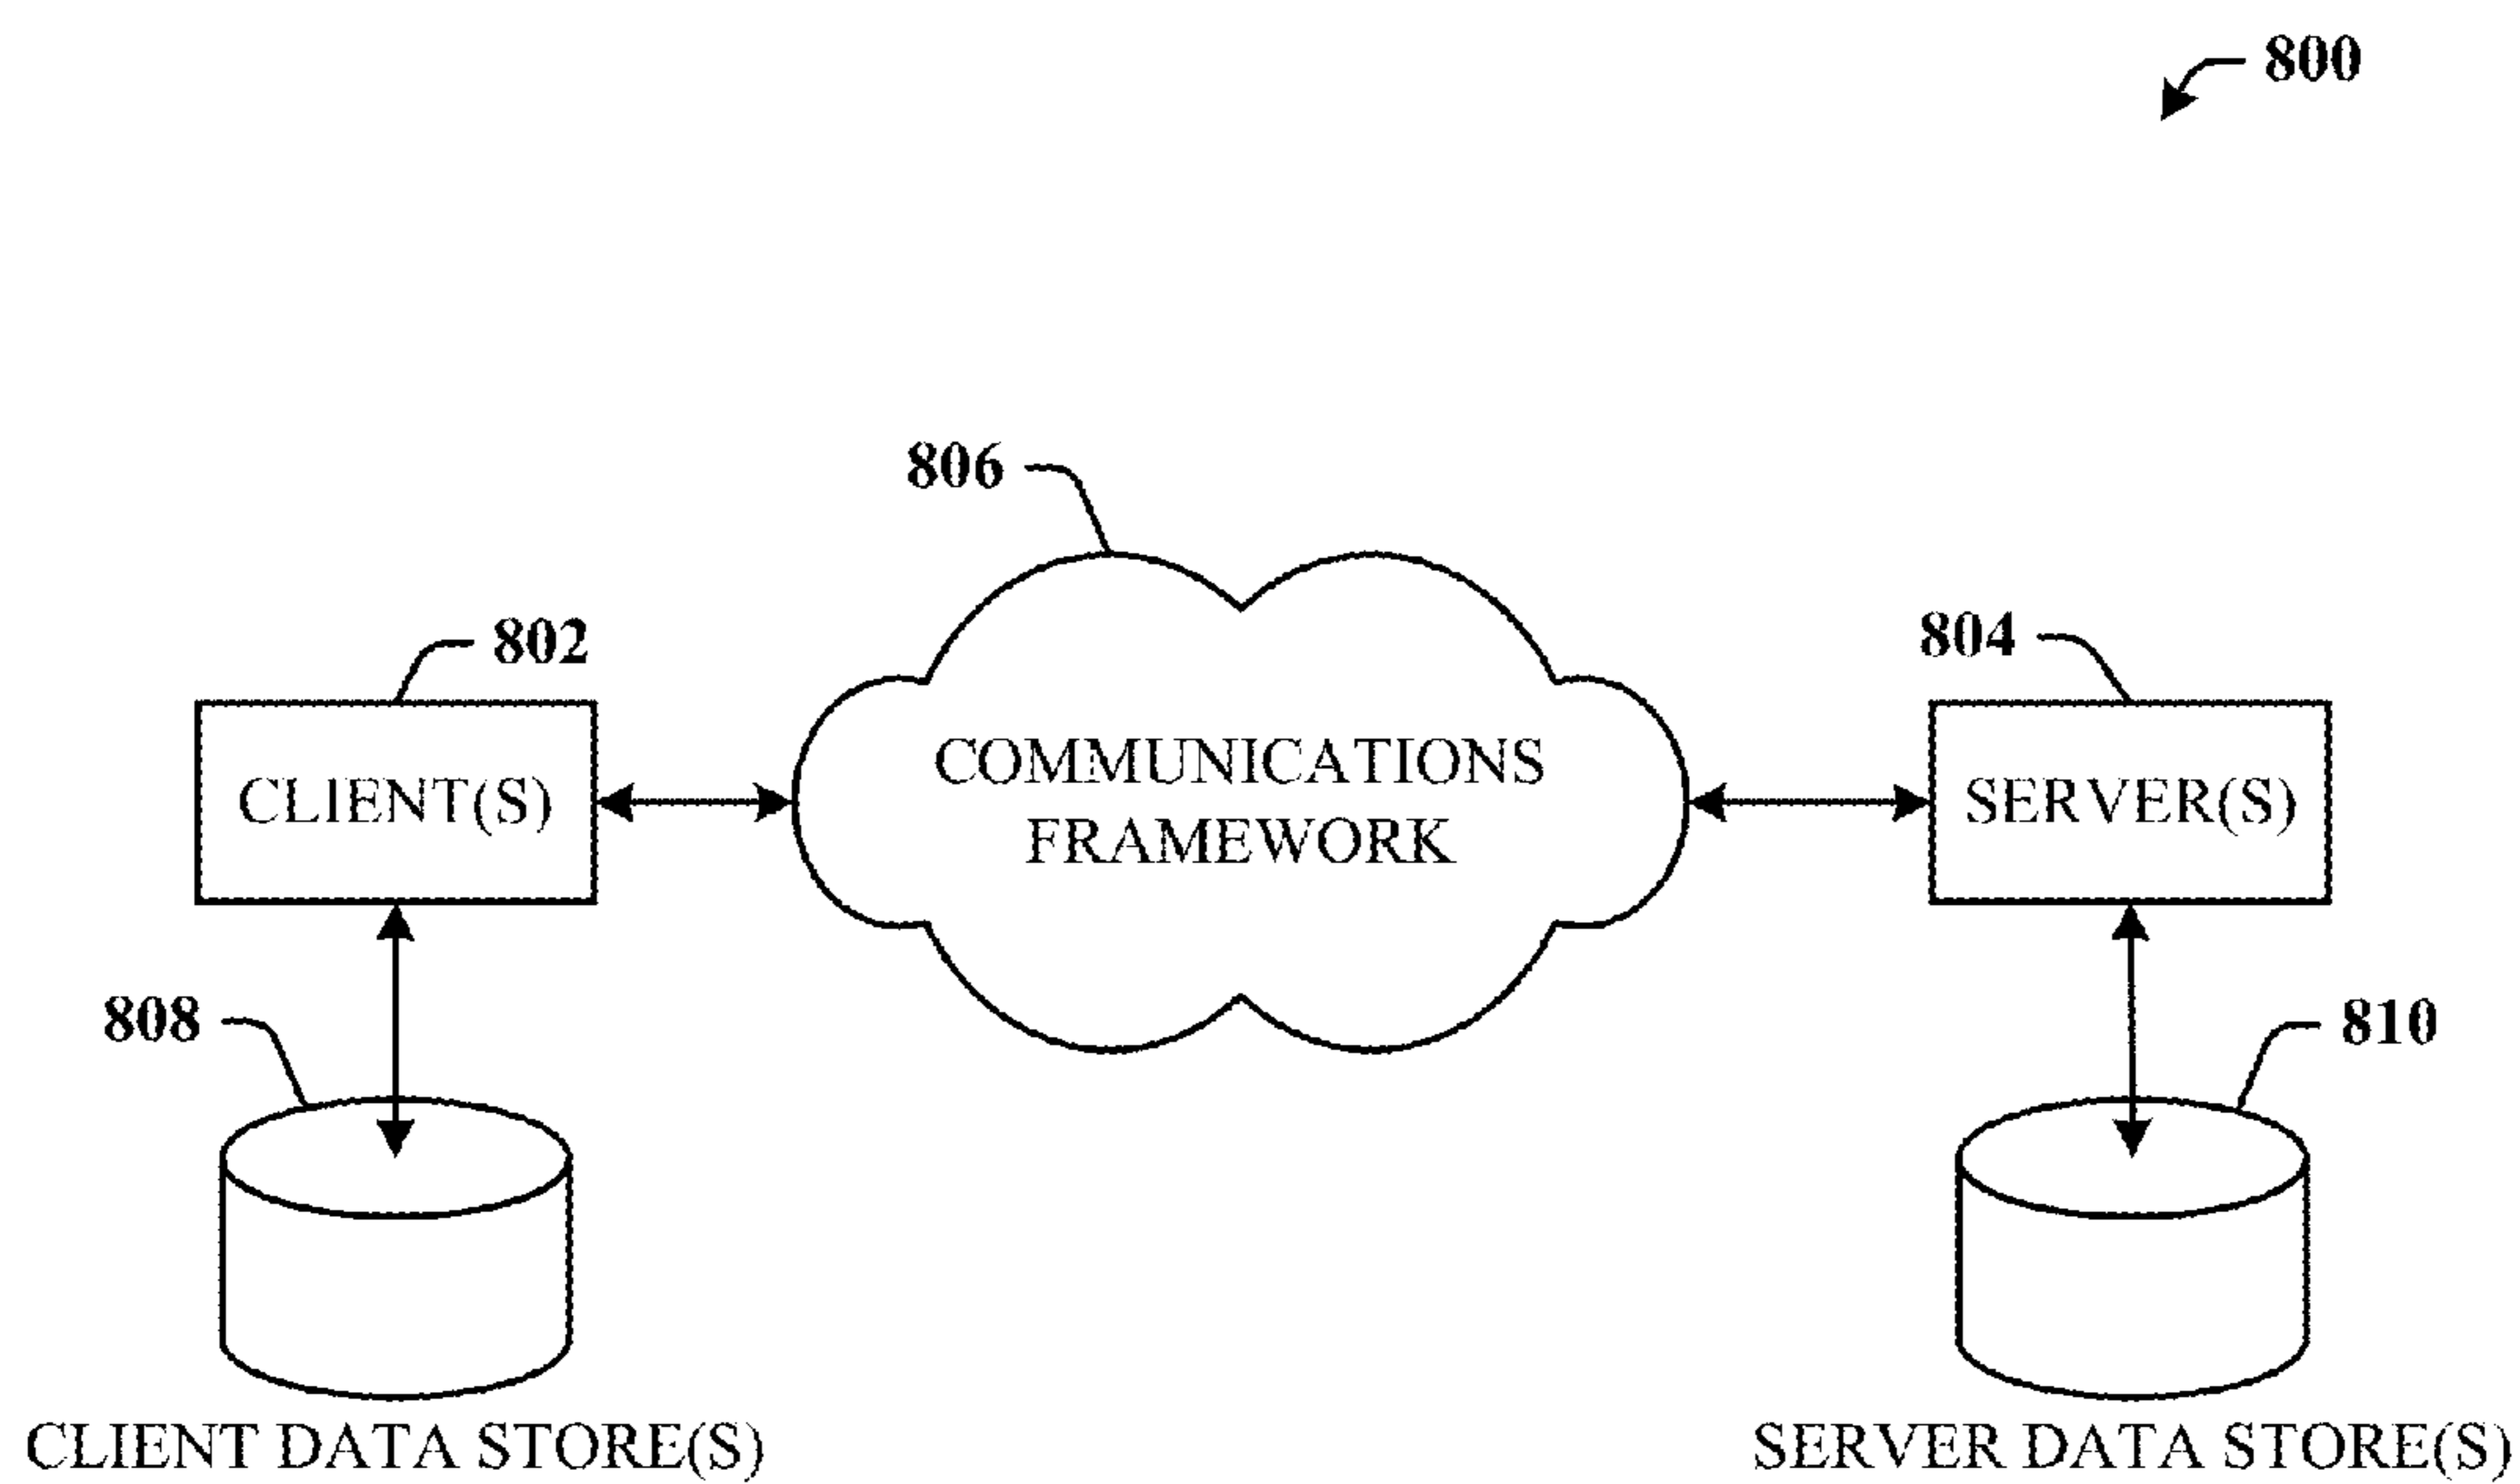 800
806
802
804
CLIENT(S)
COMMUNICATIONS
FRAMEWORK
SERVER(S)
808
810
CLIENT DATA STORE(S)
SERVER DATA STORE(S)